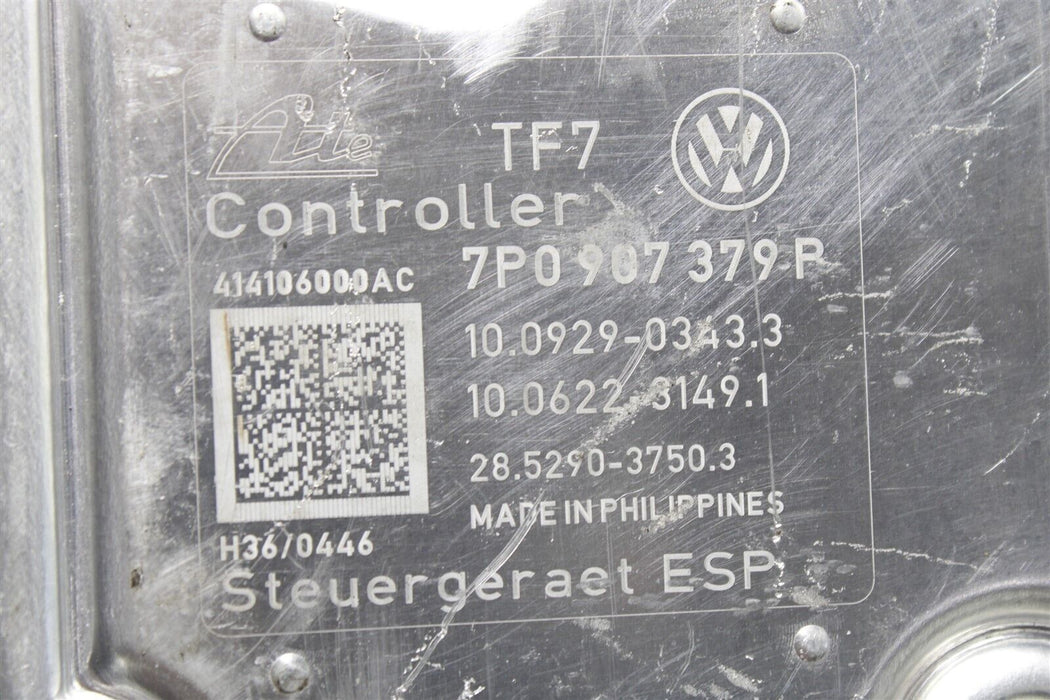 Ate TF7
Controller
7P0 907 379 P
414106000AC
10.0929-0343.3
10.0622-3149.1
28.5290-3750.3
MADE IN PHILIPPINES
H36/0446
Steuergeraet ESP